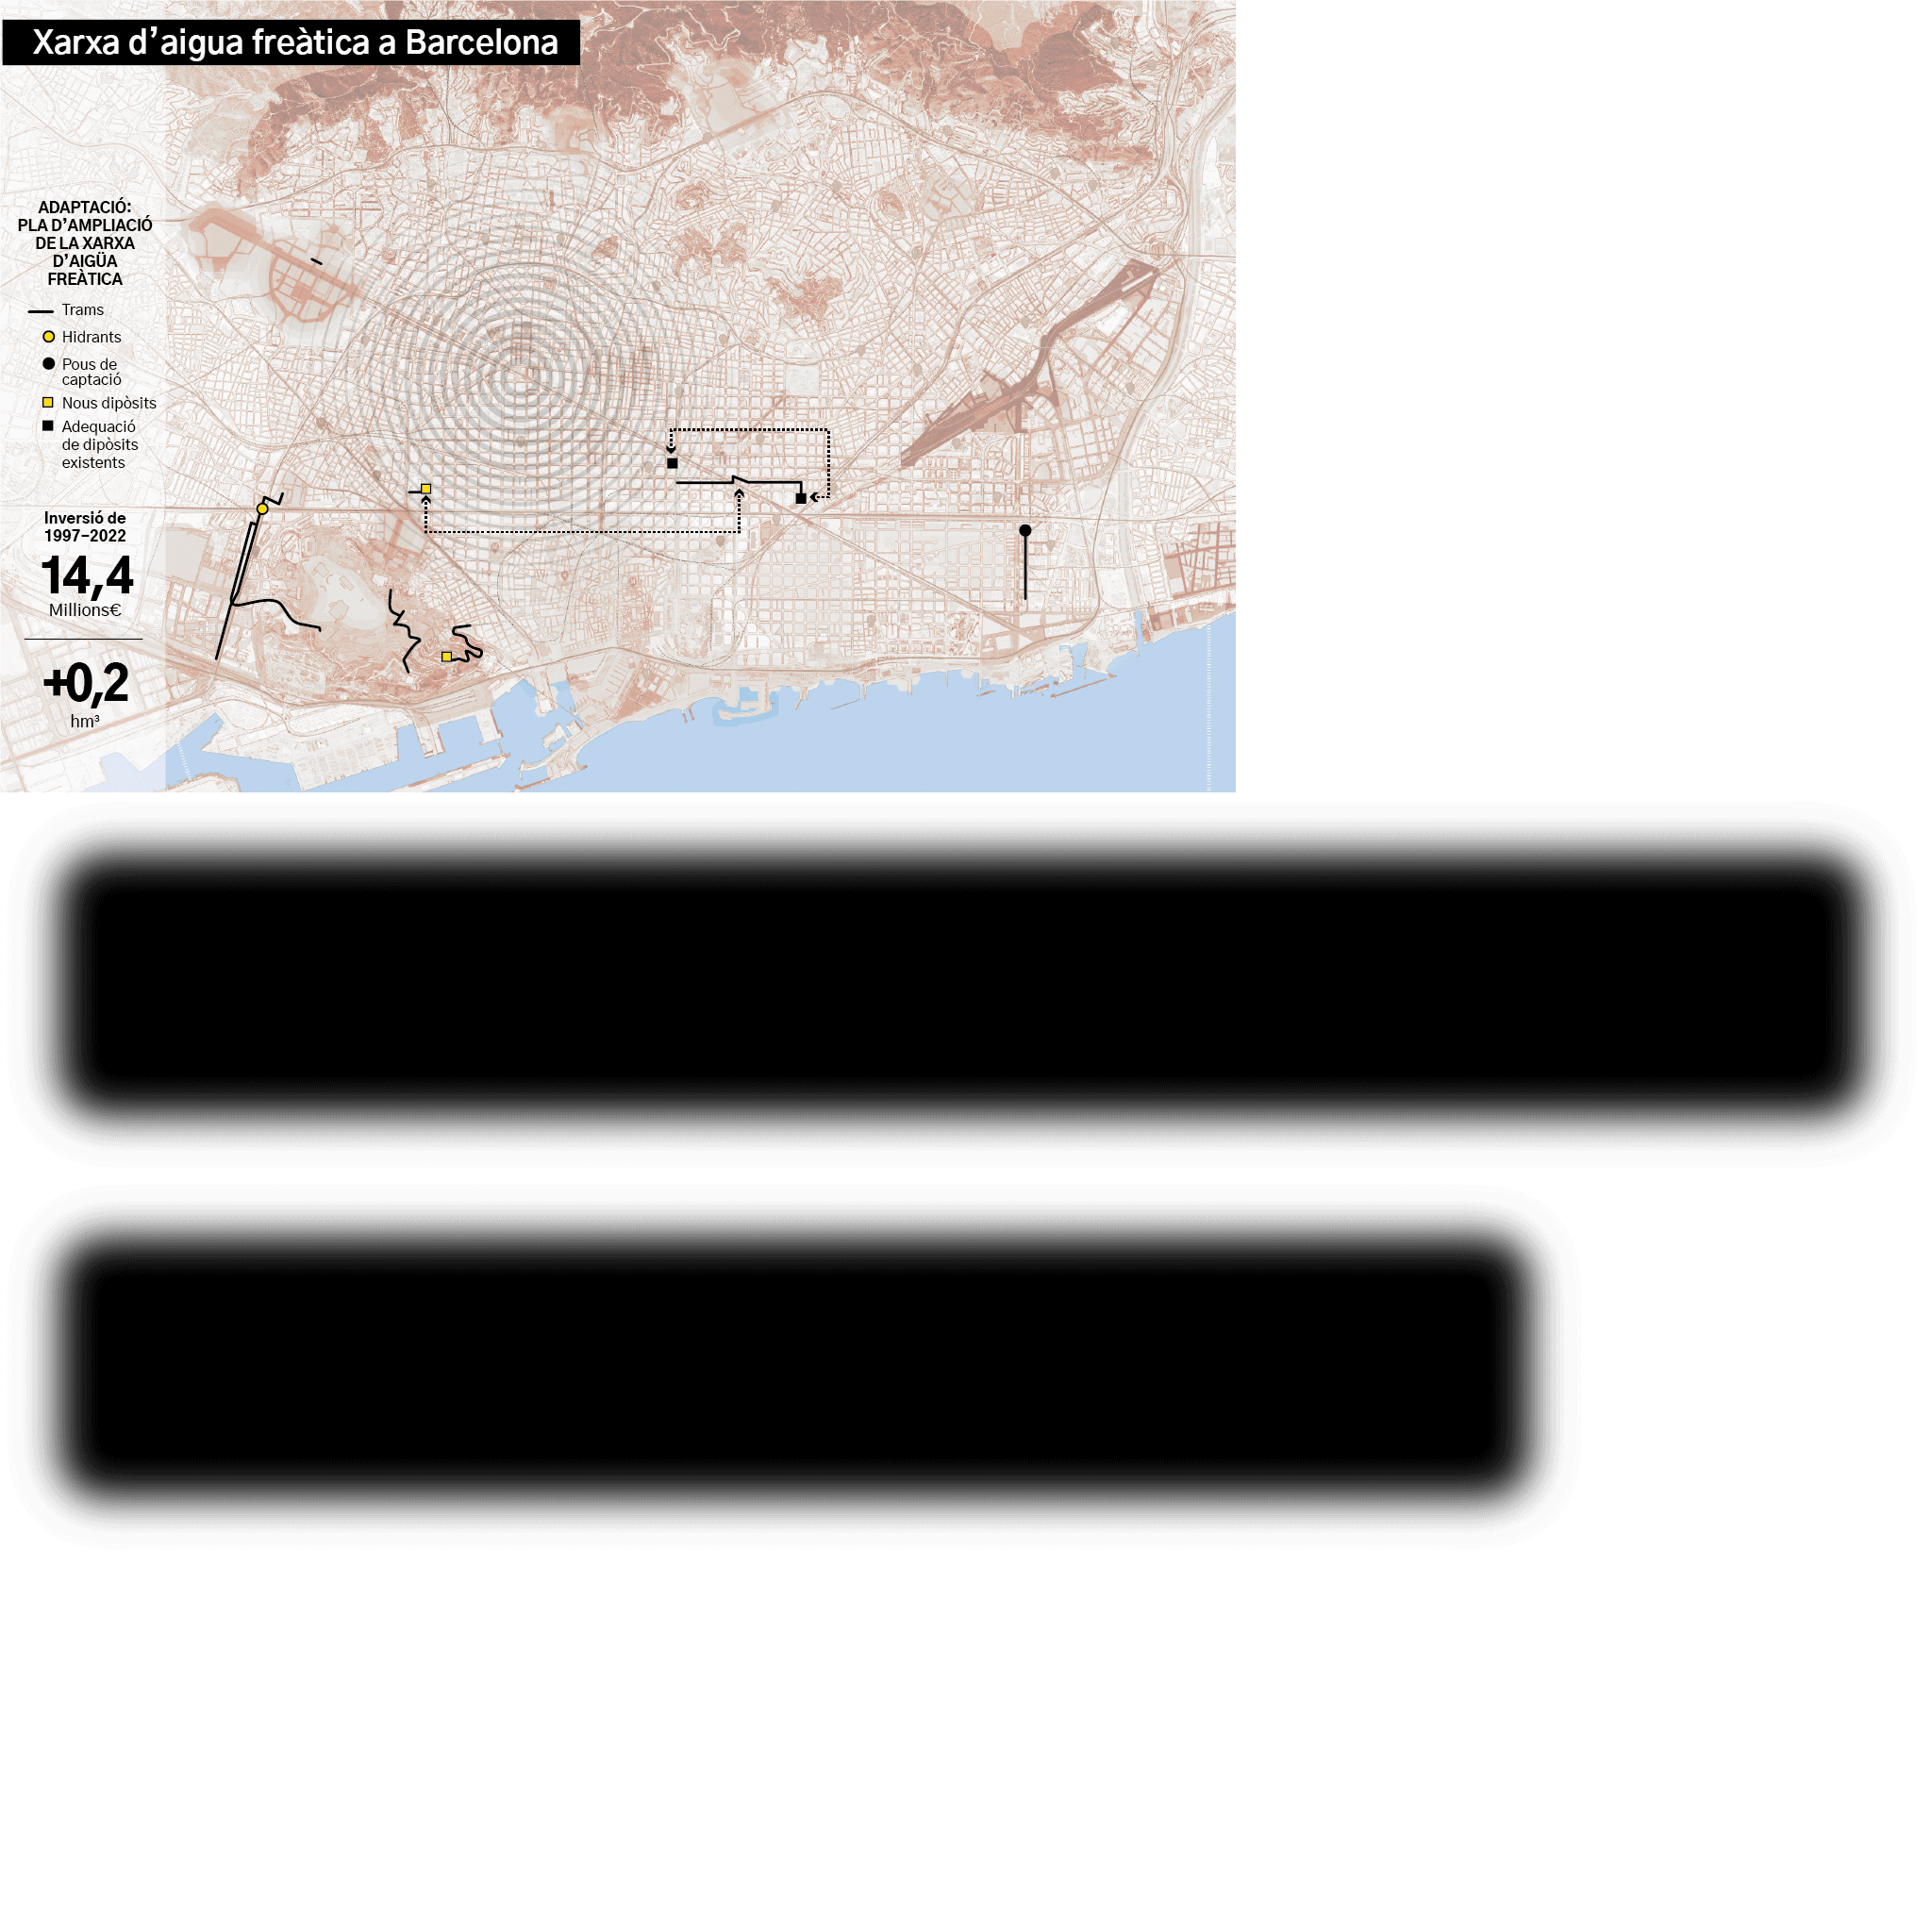 Xarxa d'aigua freàtica a Barcelona
ADAPTACIÓ:
PLA D'AMPLIACIÓ
DE LA XARXA
D'AIGÜA
FREÀTICA
Trams
Hidrants
Pous de
captació
Nous dipòsits
Adequació
de dipòsits
existents
Inversió de
1997–2022
14,4
Millions€
+0,2
hm³